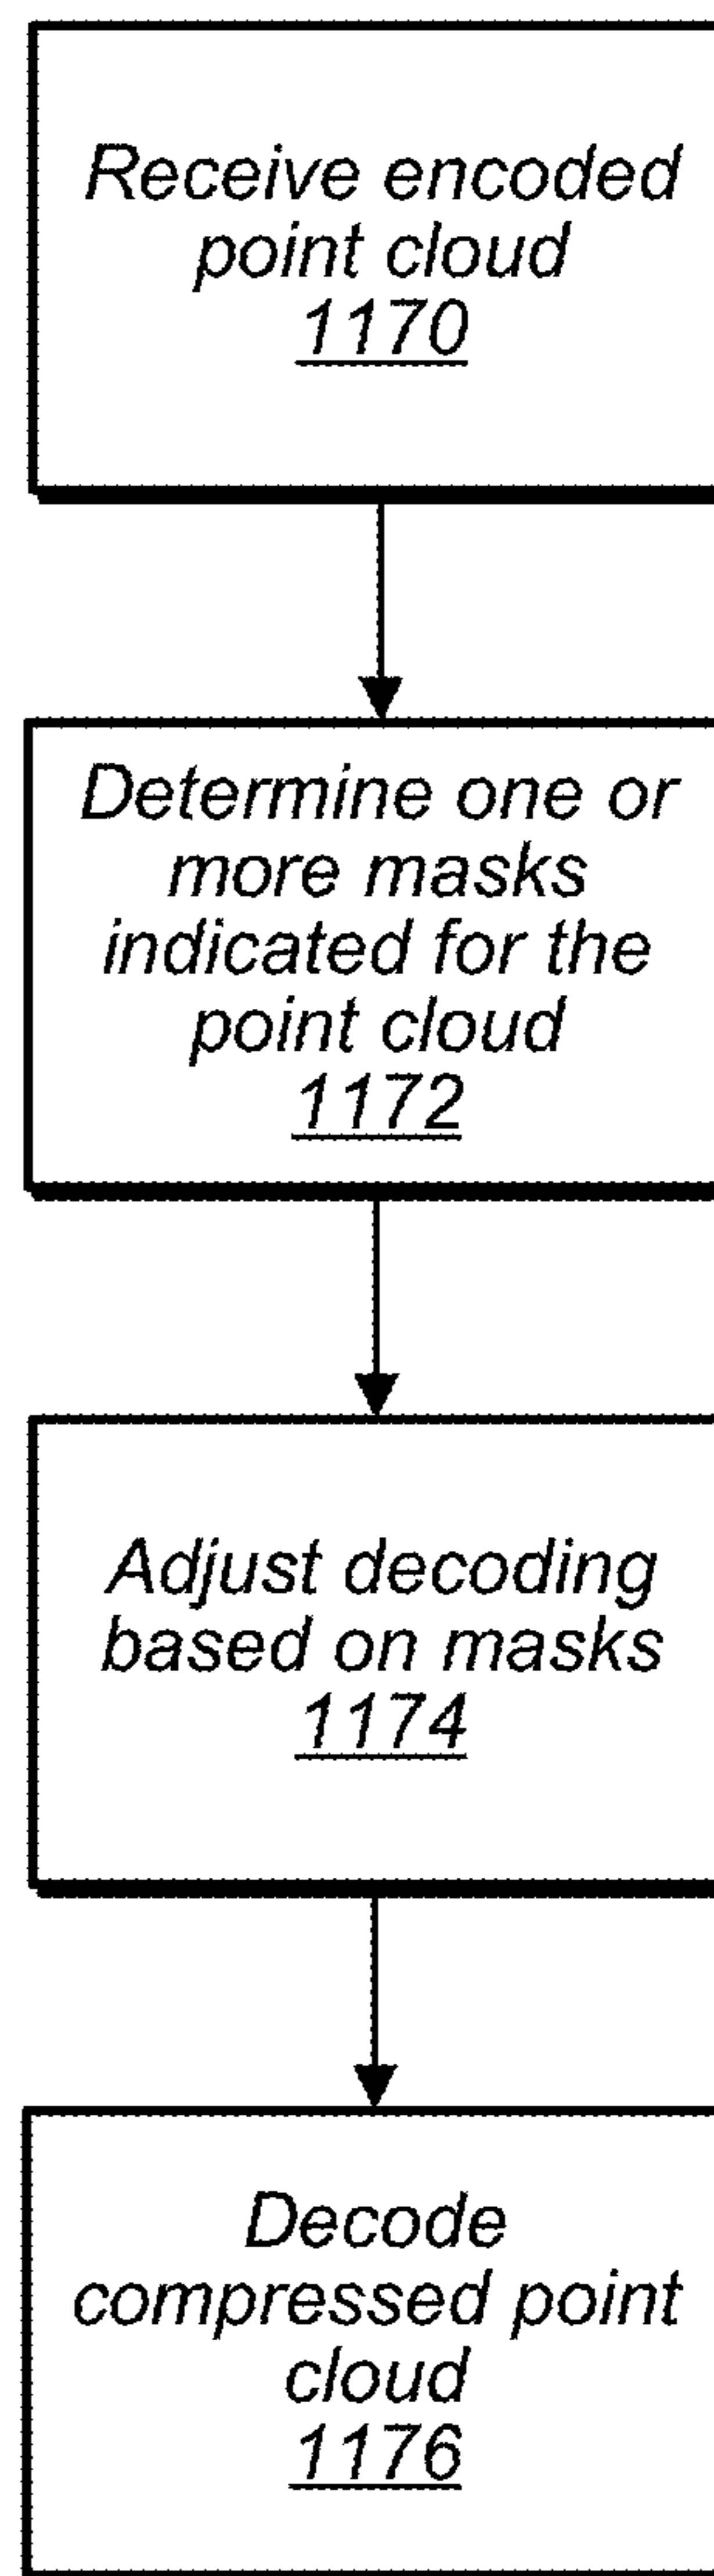 Receive encoded
point cloud
1170
Determine one or
more masks
indicated for the
point cloud
1172
Adjust decoding
based on masks
1174
Decode
compressed point
cloud
1176